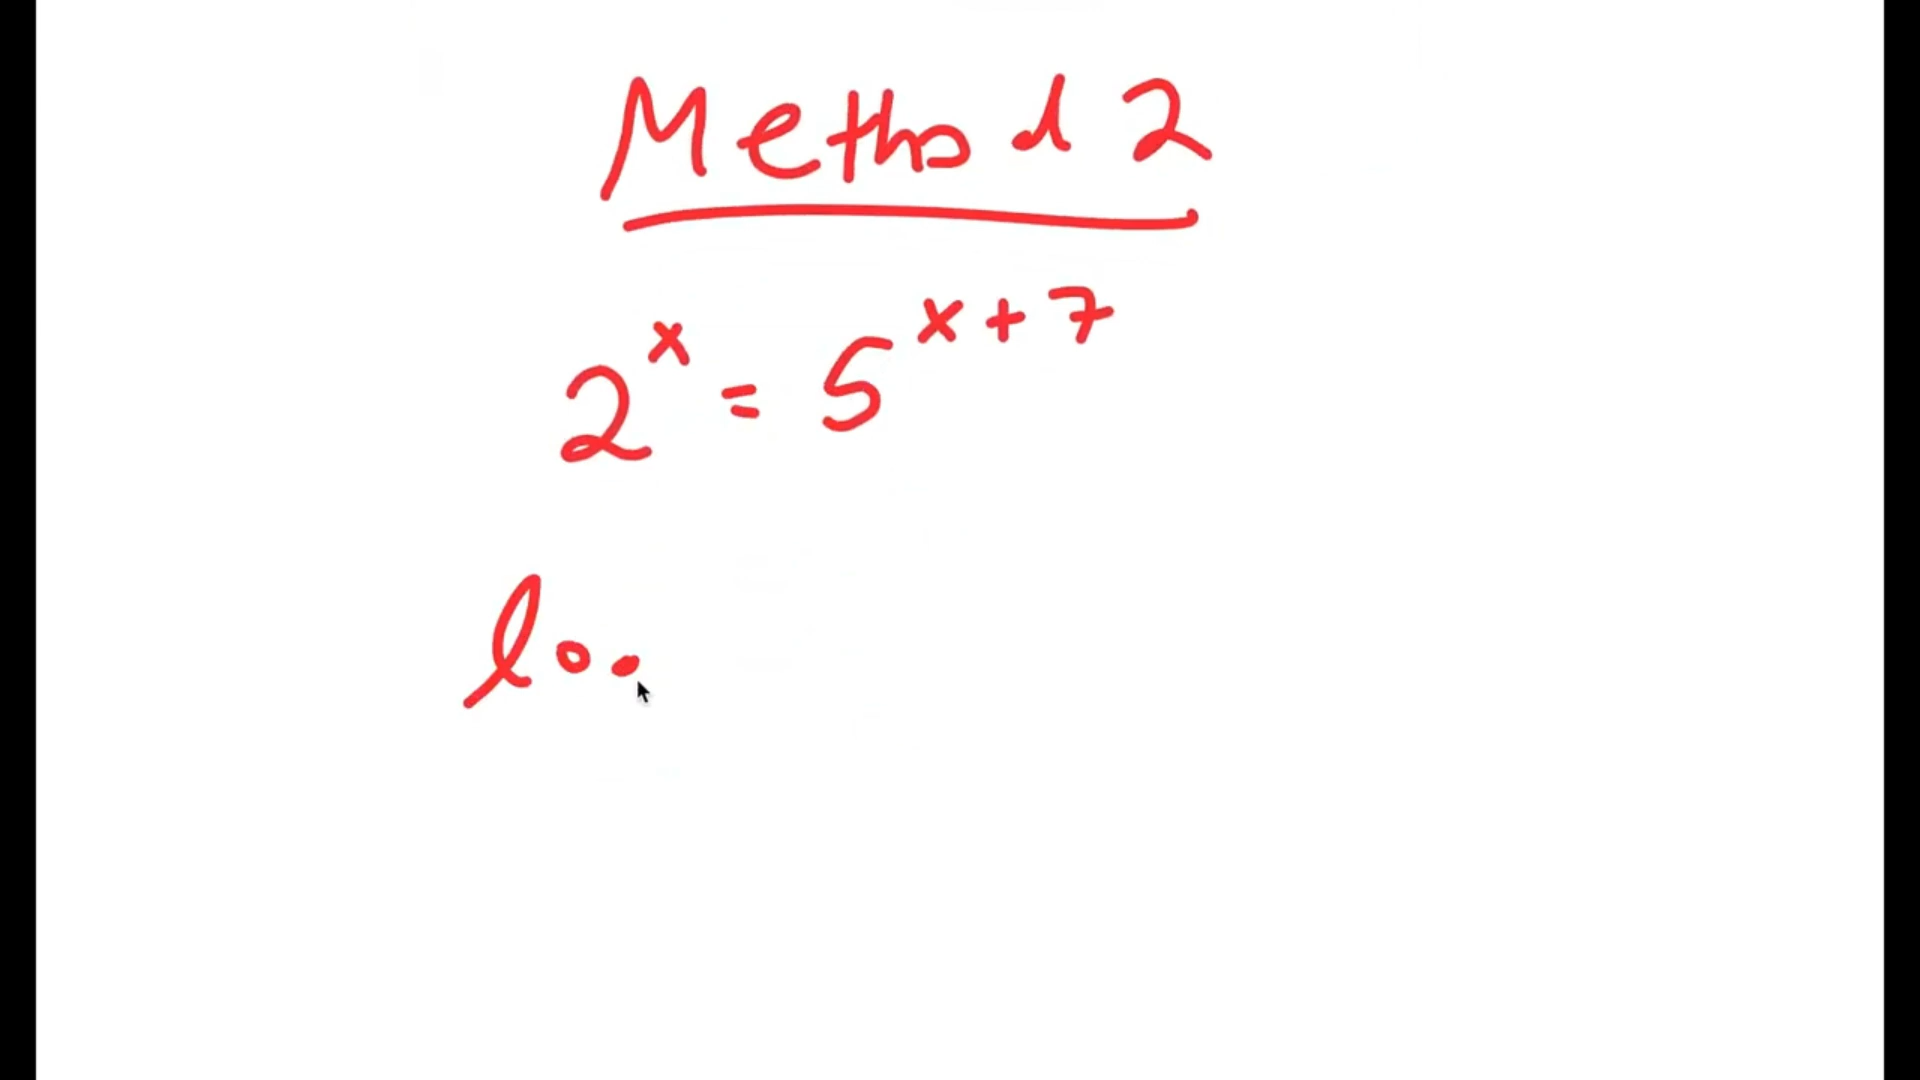 Method 2
2^x = 5^(x+7)
lo